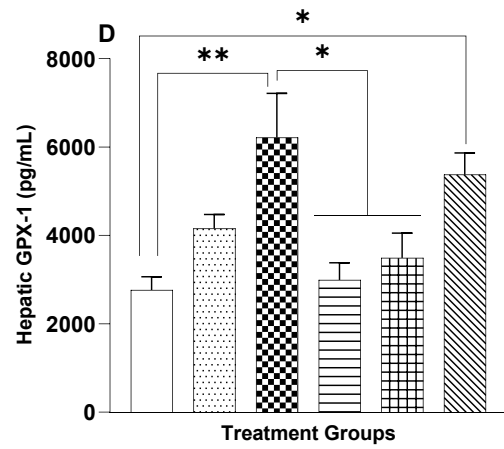 D
*
** *
8000
6000
4000
2000
0
Hepatic GPX-1 (pg/mL)
Treatment Groups